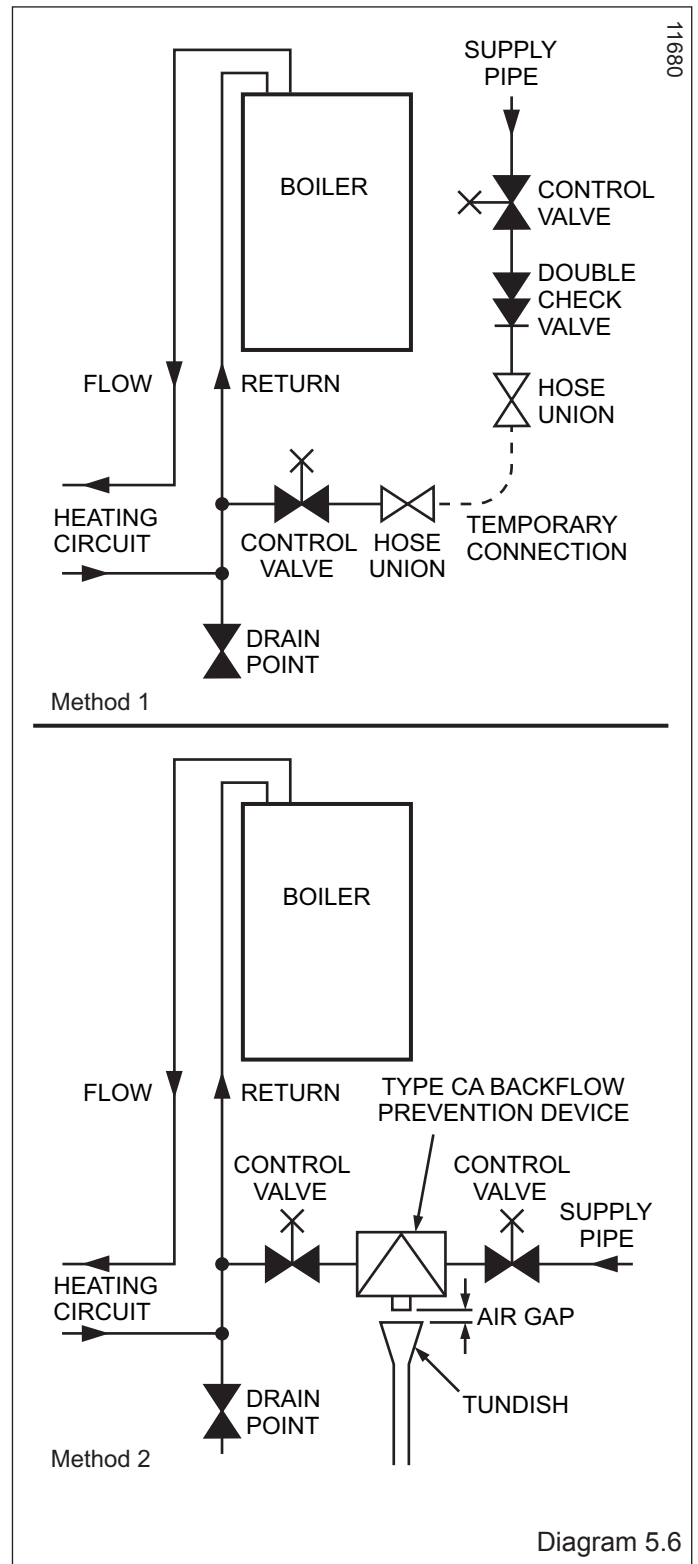 11680
SUPPLY
PIPE
BOILER
CONTROL
VALVE
DOUBLE
CHECK
VALVE
FLOW
RETURN
HOSE
UNION
HEATING
CIRCUIT
CONTROL
VALVE
HOSE
UNION
TEMPORARY
CONNECTION
DRAIN
POINT
Method 1
BOILER
FLOW
RETURN
TYPE CA BACKFLOW
PREVENTION DEVICE
CONTROL
VALVE
CONTROL
VALVE
SUPPLY
PIPE
HEATING
CIRCUIT
AIR GAP
DRAIN
POINT
TUNDISH
Method 2
Diagram 5.6